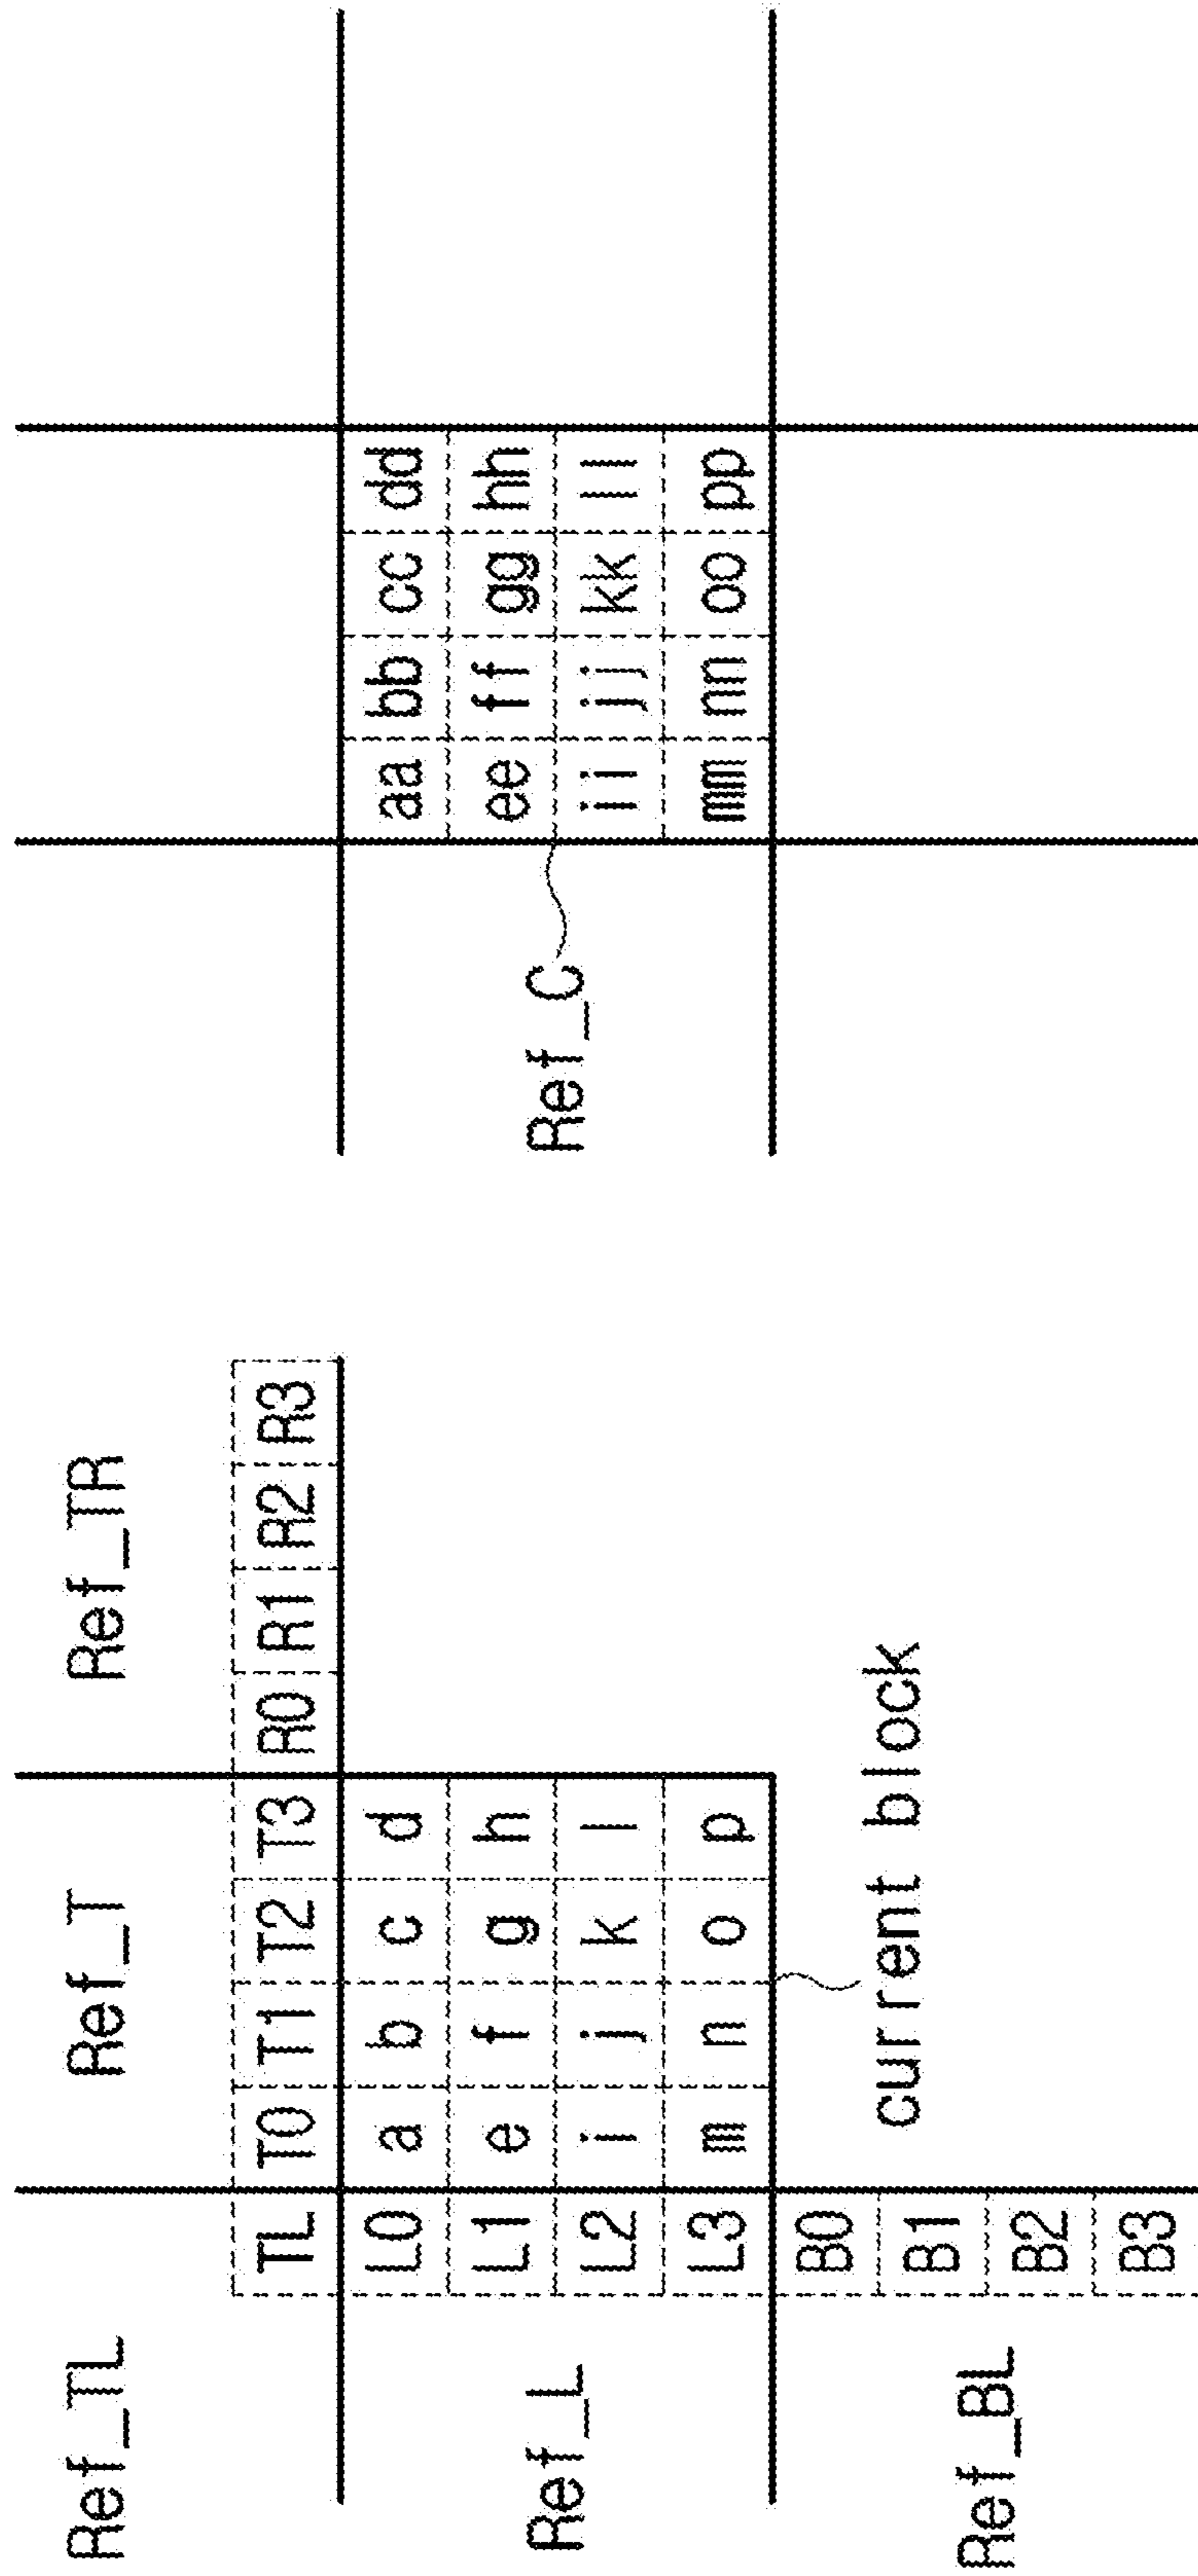 Ref_TL Ref_T Ref_TR
TL T0 T1 T2 T3 R0 R1 R2 R3
L0 a b c d
Ref_L L1 e f g h
L2 i j k l
L3 m n o p
B0
current block
B1
Ref_BL B2
B3
aa bb cc dd
Ref_C ee ff gg hh
ii jj kk ll
mm nn oo pp